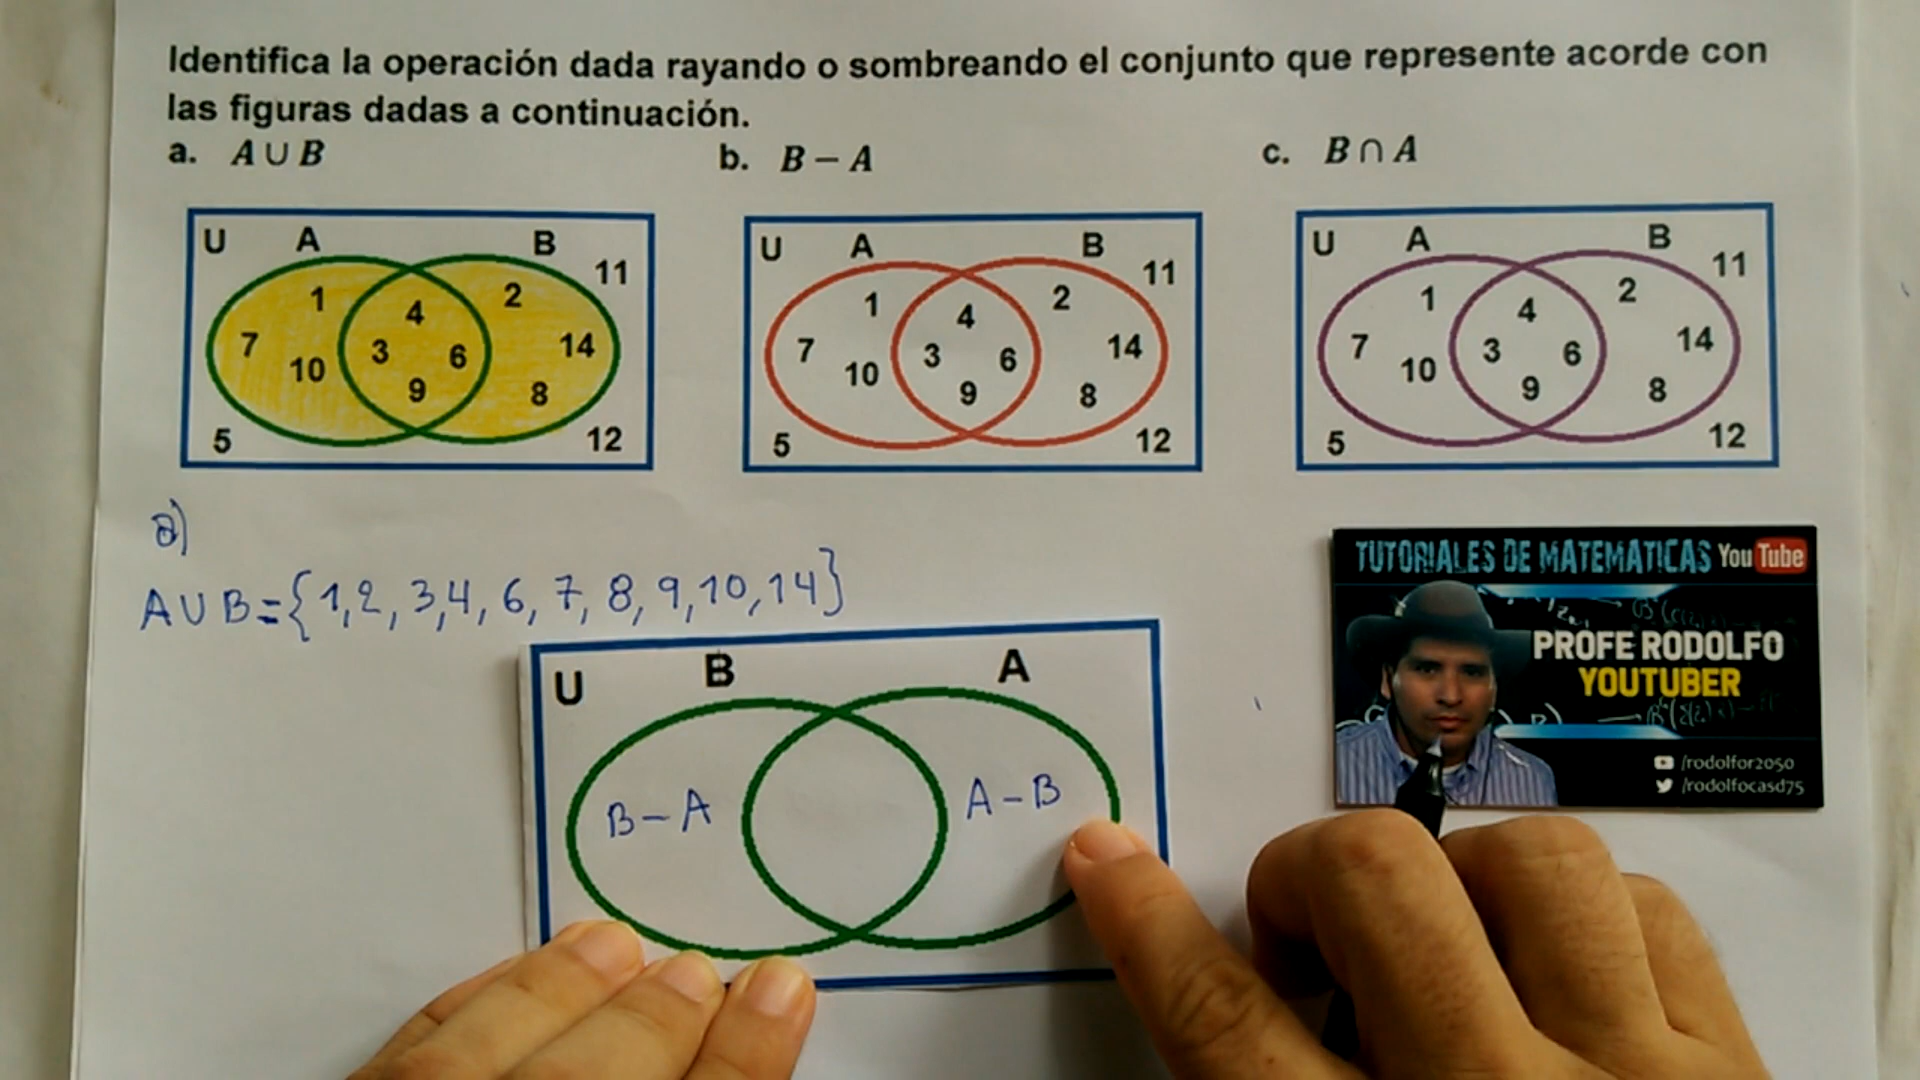 Identifica la operación dada rayando o sombreando el conjunto que represente acorde con
las figuras dadas a continuación.
a. A ∪ B
b. B − A
c. B ∩ A
U A B 11
1 4 2
7 3 6 14
10 9 8
5 12
U A B 11
1 4 2
7 3 6 14
10 9 8
5 12
U A B 11
1 4 2
7 3 6 14
10 9 8
5 12
a)
A∪B={1,2,3,4,6,7,8,9,10,14}
U B A
B−A A−B
TUTORIALES DE MATEMATICAS YouTube
PROFE RODOLFO
YOUTUBER
/rodolfor2050
/rodolfocasd75